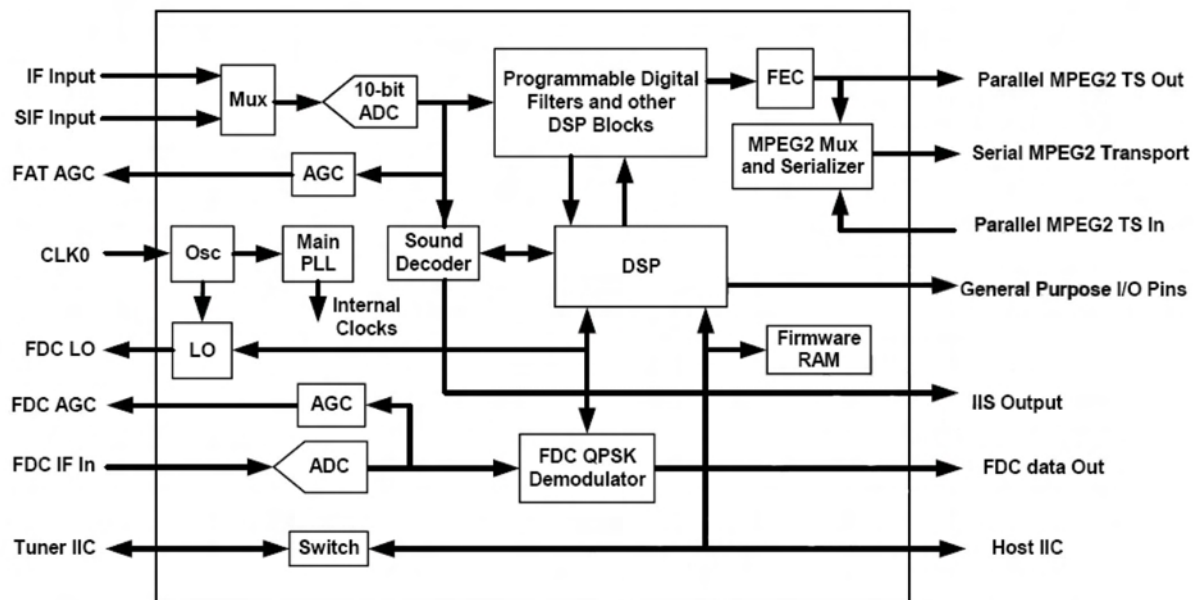 IF Input
SIF Input
FAT AGC
CLK0
FDC LO
FDC AGC
FDC IF In
Tuner IIC
Mux
10-bit
ADC
AGC
Osc
Main
PLL
Internal
Clocks
LO
AGC
ADC
Switch
Sound
Decoder
Programmable Digital
Filters and other
DSP Blocks
DSP
FDC QPSK
Demodulator
FEC
MPEG2 Mux
and Serializer
Firmware
RAM
Parallel MPEG2 TS Out
Serial MPEG2 Transport
Parallel MPEG2 TS In
General Purpose I/O Pins
IIS Output
FDC data Out
Host IIC